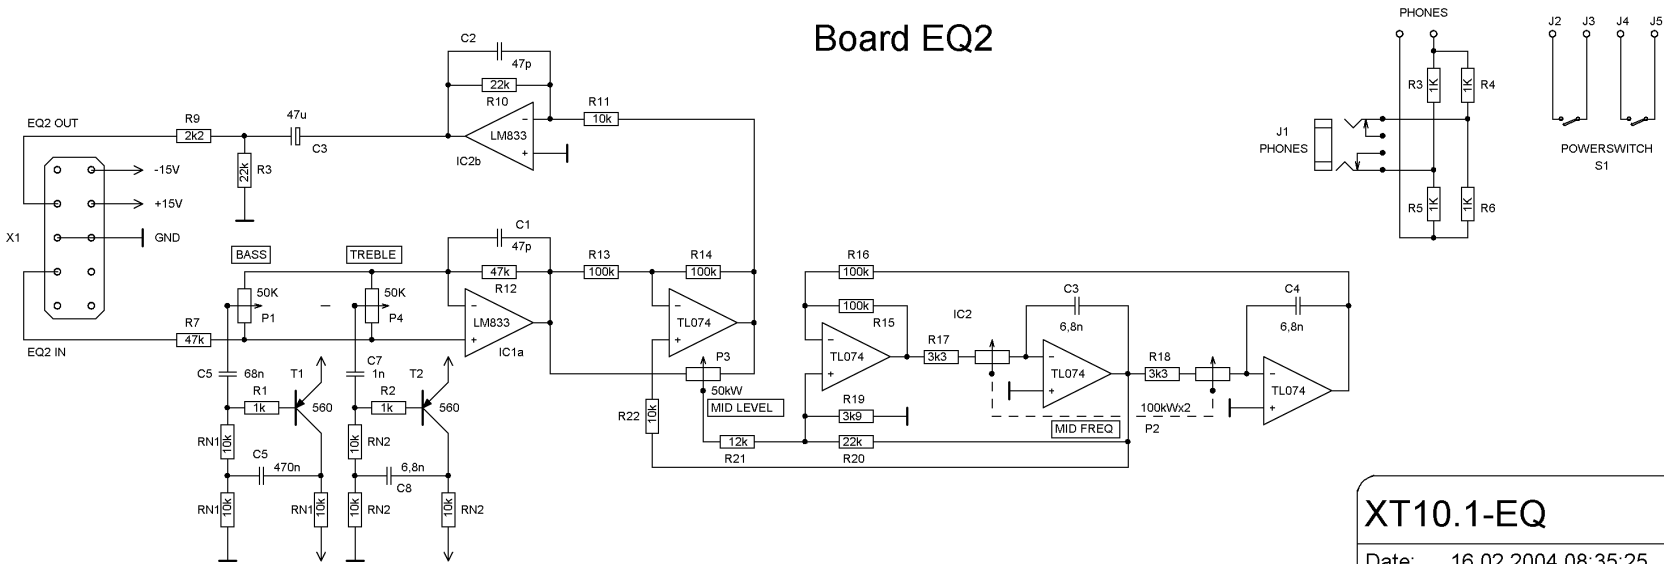 Board EQ2
PHONES
J2 J3 J4 J5
C2
47p
22k
R10
R11
10k
LM833
IC2b
R3 1K 1K R4
EQ2 OUT
R9
2k2
47u
C3
22k R3
J1
PHONES
POWERSWITCH
S1
R5 1K 1K R6
-15V
+15V
GND
X1
BASS
TREBLE
C1
47p
47k
R12
R13
100k
R14
100k
R16
100k
50K
P1
50K
P4
LM833
IC1a
TL074
100k
R15
IC2
C3
6,8n
C4
6,8n
R7
47k
EQ2 IN
TL074
R17
3k3
TL074
R18
3k3
TL074
C5 68n
C7
1n
T1
T2
R1
1k
560
R2
1k
560
P3
50kW
MID LEVEL
R22 10k
R19
3k9
100kWx2
P2
MID FREQ
12k
R21
22k
R20
RN1 10k
10k RN2
C5
470n
6,8n
C8
RN1 10k
RN1 10k
10k RN2
10k RN2
XT10.1-EQ
Date: 16.02.2004 08:35:25
- + - + - + - + - + - +